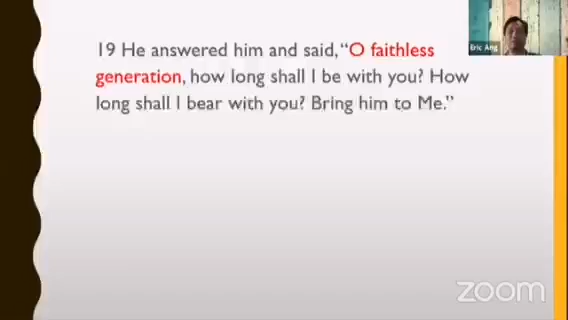 Eric Ang
19 He answered him and said, “O faithless
generation, how long shall I be with you? How
long shall I bear with you? Bring him to Me.”
zoom